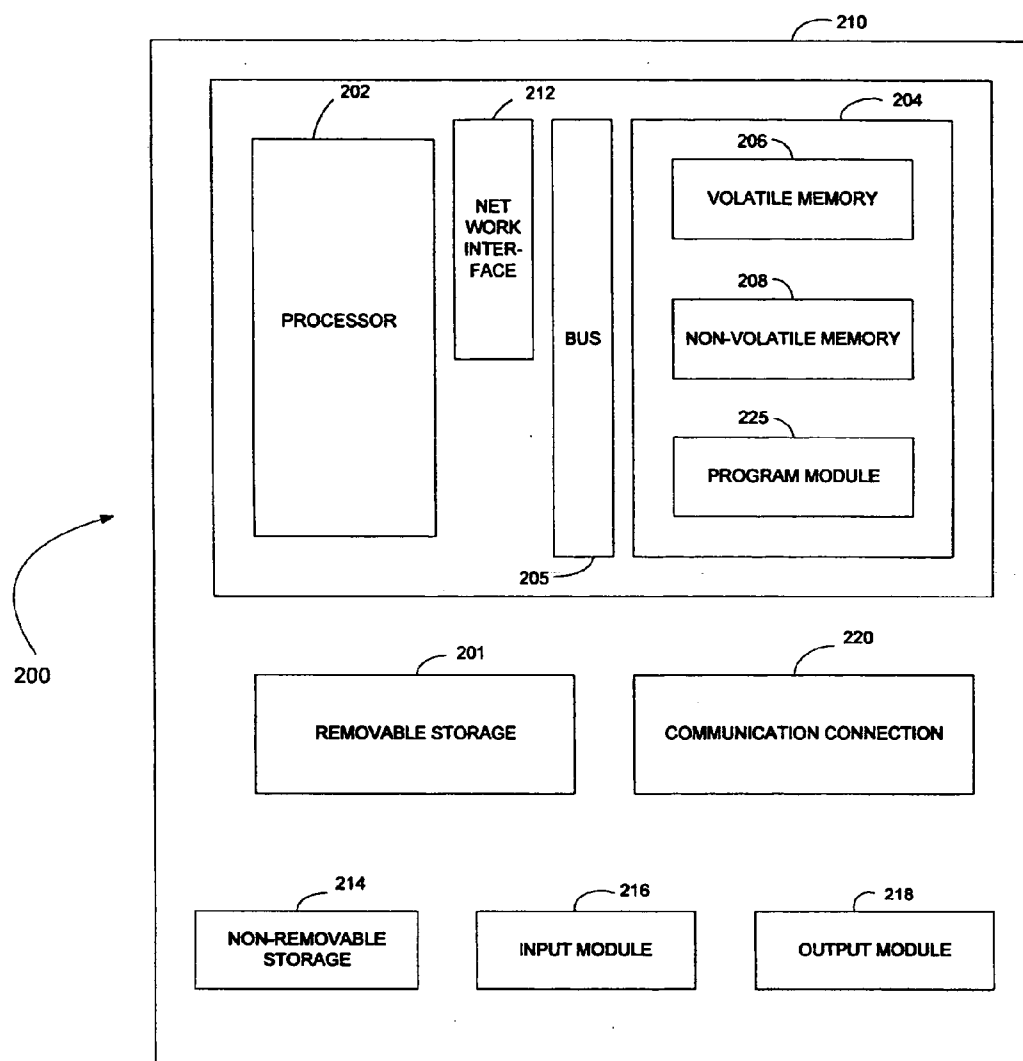 210
202
212
204
206
VOLATILE MEMORY
NET
WORK
INTER-
FACE
208
PROCESSOR
BUS
NON-VOLATILE MEMORY
225
PROGRAM MODULE
205
200
201
220
REMOVABLE STORAGE
COMMUNICATION CONNECTION
214
216
218
NON-REMOVABLE
STORAGE
INPUT MODULE
OUTPUT MODULE